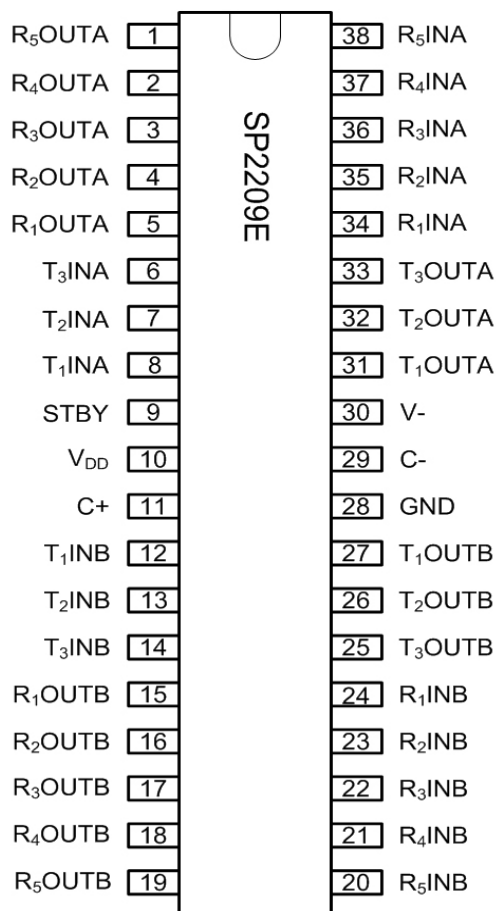 R₅OUTA 1 38 R₅INA
R₄OUTA 2 37 R₄INA
R₃OUTA 3 36 R₃INA
R₂OUTA 4 35 R₂INA
R₁OUTA 5 34 R₁INA
T₃INA 6 33 T₃OUTA
T₂INA 7 32 T₂OUTA
T₁INA 8 31 T₁OUTA
STBY 9 30 V-
V_DD 10 29 C-
C+ 11 28 GND
T₁INB 12 27 T₁OUTB
T₂INB 13 26 T₂OUTB
T₃INB 14 25 T₃OUTB
R₁OUTB 15 24 R₁INB
R₂OUTB 16 23 R₂INB
R₃OUTB 17 22 R₃INB
R₄OUTB 18 21 R₄INB
R₅OUTB 19 20 R₅INB
SP2209E